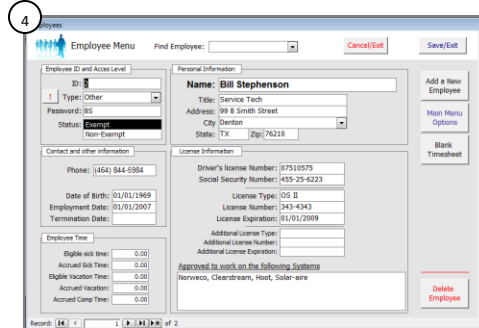 4
ployees
Employee Menu Find Employee: Cancel/Exit Save/Exit
Employee ID and Acces Level
ID: 2
! Type: Other
Password: BS
Status: Exempt
Non-Exempt
Personal Information
Name: Bill Stephenson
Title: Service Tech
Address: 99 B Smith Street
City Denton
State: TX Zip: 76210
Add a New
Employee
Main Menu
Options
Blank
Timesheet
Contact and other information
Phone: (464) 844-5984
Date of Birth: 01/01/1969
Employment Date: 01/01/2007
Termination Date:
License Information
Driver's license Number: 07510575
Social Security Number: 455-25-6223
License Type: OS II
License Number: 343-4343
License Expiration: 01/01/2009
Additional License Type:
Additional License Number:
Additional License Expiration:
Employee Time
Eligible sick time: 0.00
Accrued Sick Time: 0.00
Eligible Vacation Time: 0.00
Accrued Vacation: 0.00
Accrued Comp Time: 0.00
Approved to work on the following Systems
Norweco, Clearstream, Hoot, Solar-aire
Delete
Employee
Record: 1 of 2